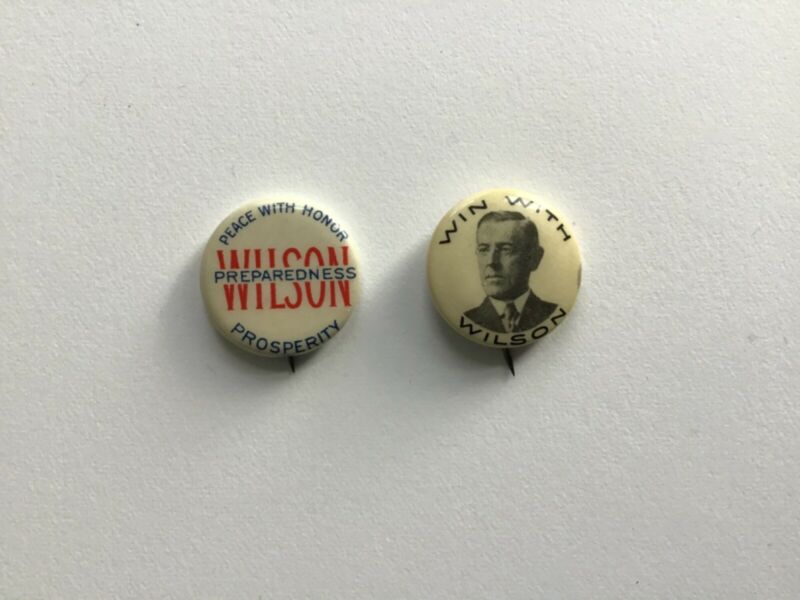 PEACE WITH HONOR
WILSON
PREPAREDNESS
PROSPERITY
WIN WITH
WILSON